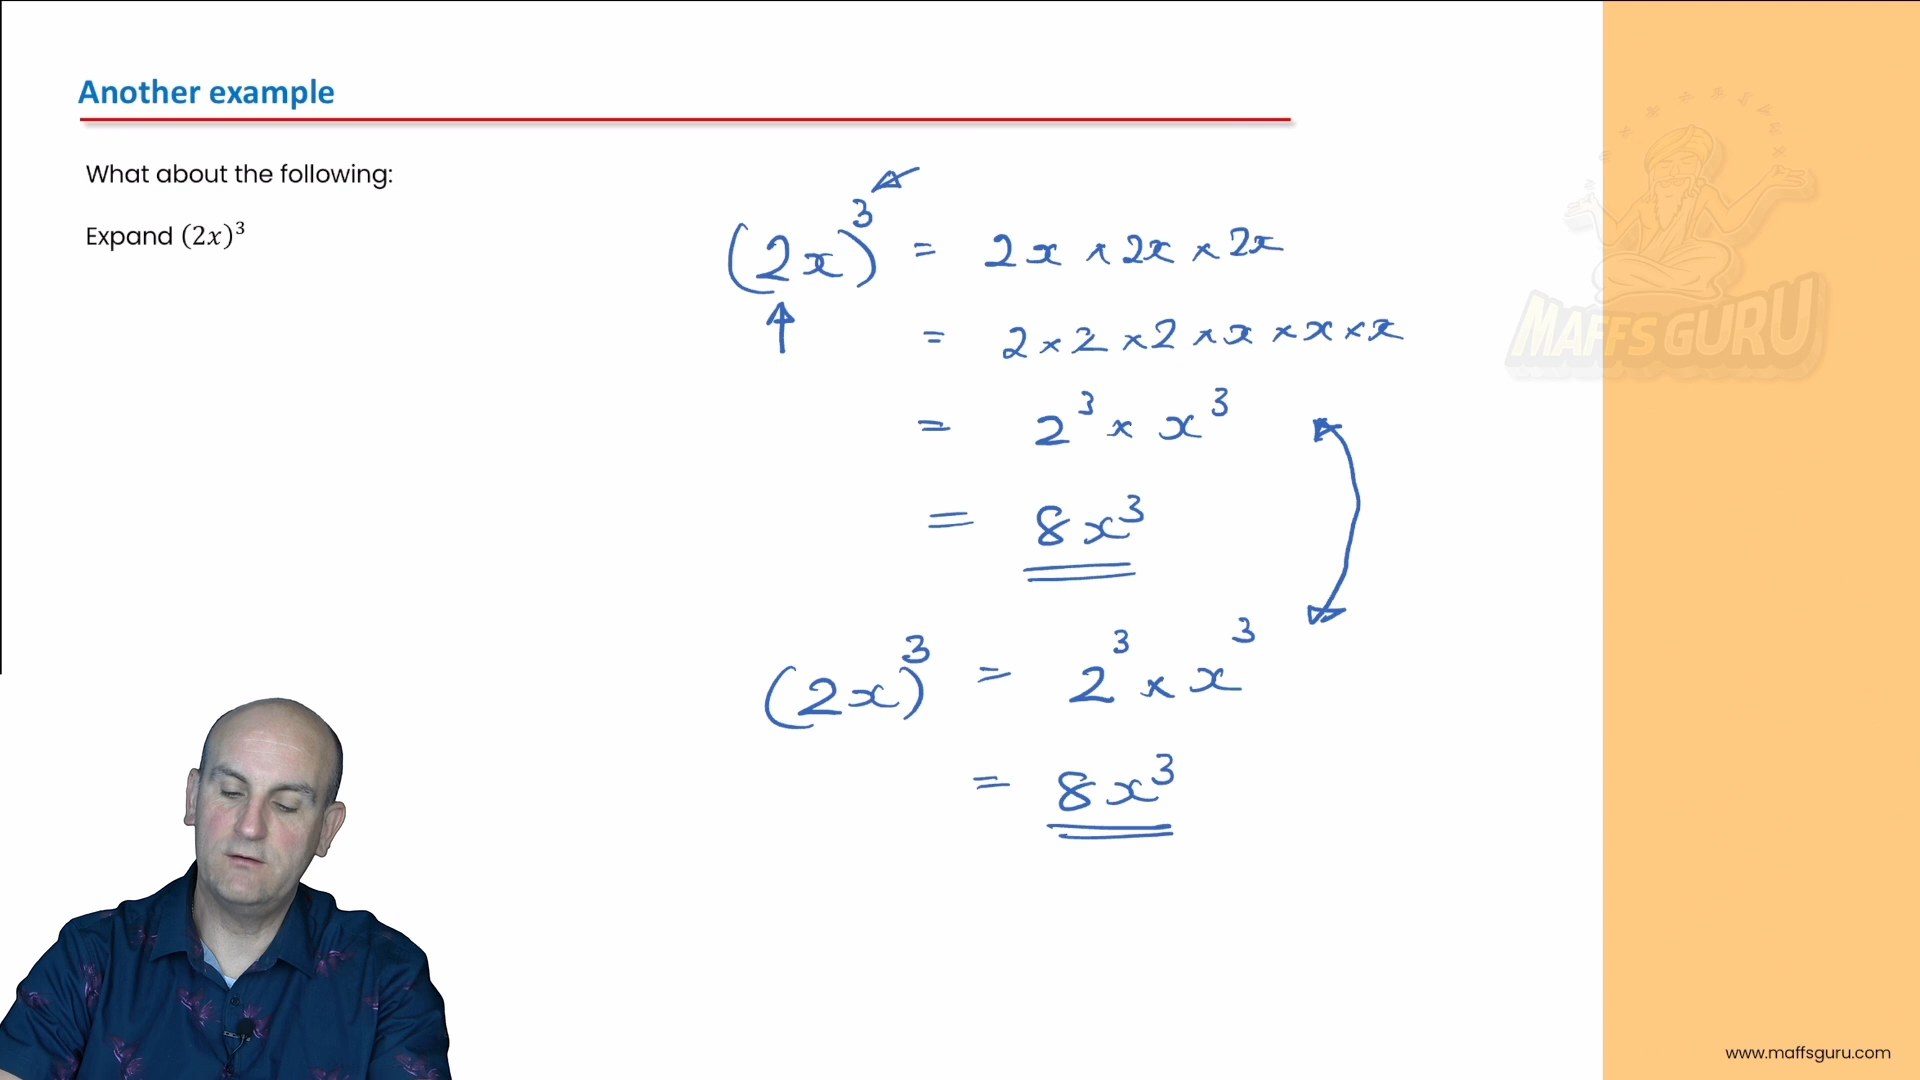 Another example
What about the following:
Expand (2x)³
(2x)³ = 2x × 2x × 2x
= 2 × 2 × 2 × x × x × x
= 2³ × x³
= 8x³
(2x)³ = 2³ × x³
= 8x³
MAFFS GURU
www.maffsguru.com